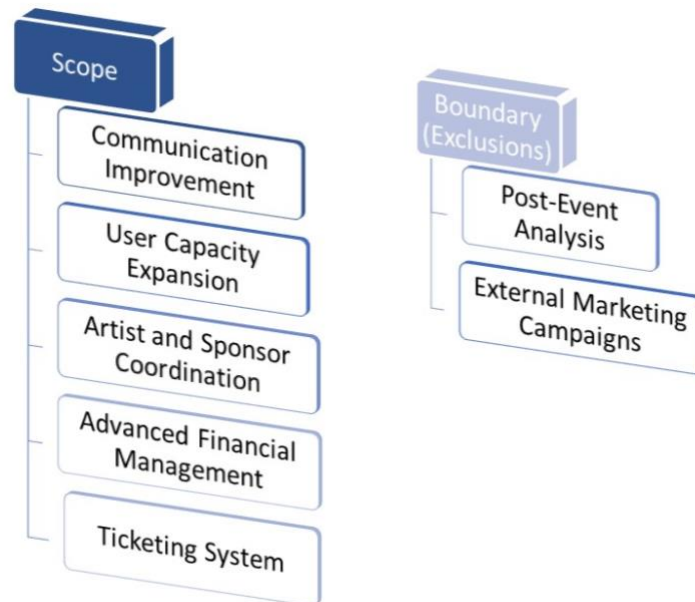 Scope
Communication
Improvement
User Capacity
Expansion
Artist and Sponsor
Coordination
Advanced Financial
Management
Ticketing System
Boundary
(Exclusions)
Post-Event
Analysis
External Marketing
Campaigns